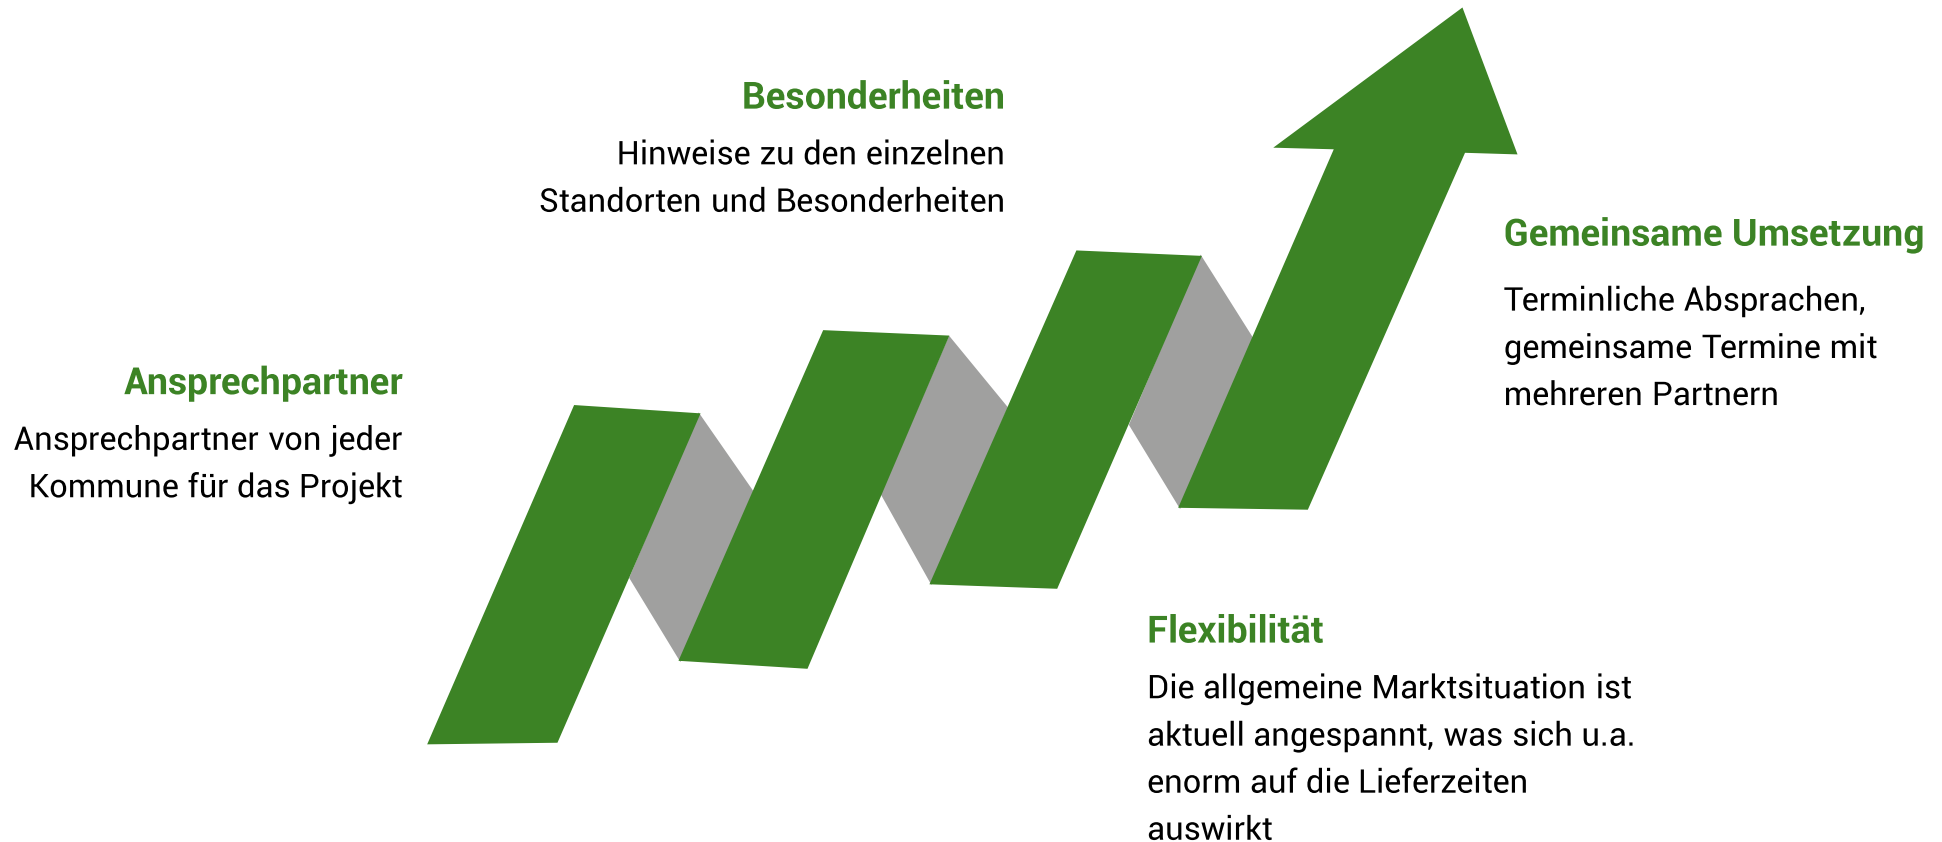 Besonderheiten
Hinweise zu den einzelnen
Standorten und Besonderheiten
Gemeinsame Umsetzung
Terminliche Absprachen,
gemeinsame Termine mit
mehreren Partnern
Ansprechpartner
Ansprechpartner von jeder
Kommune für das Projekt
Flexibilität
Die allgemeine Marktsituation ist
aktuell angespannt, was sich u.a.
enorm auf die Lieferzeiten
auswirkt